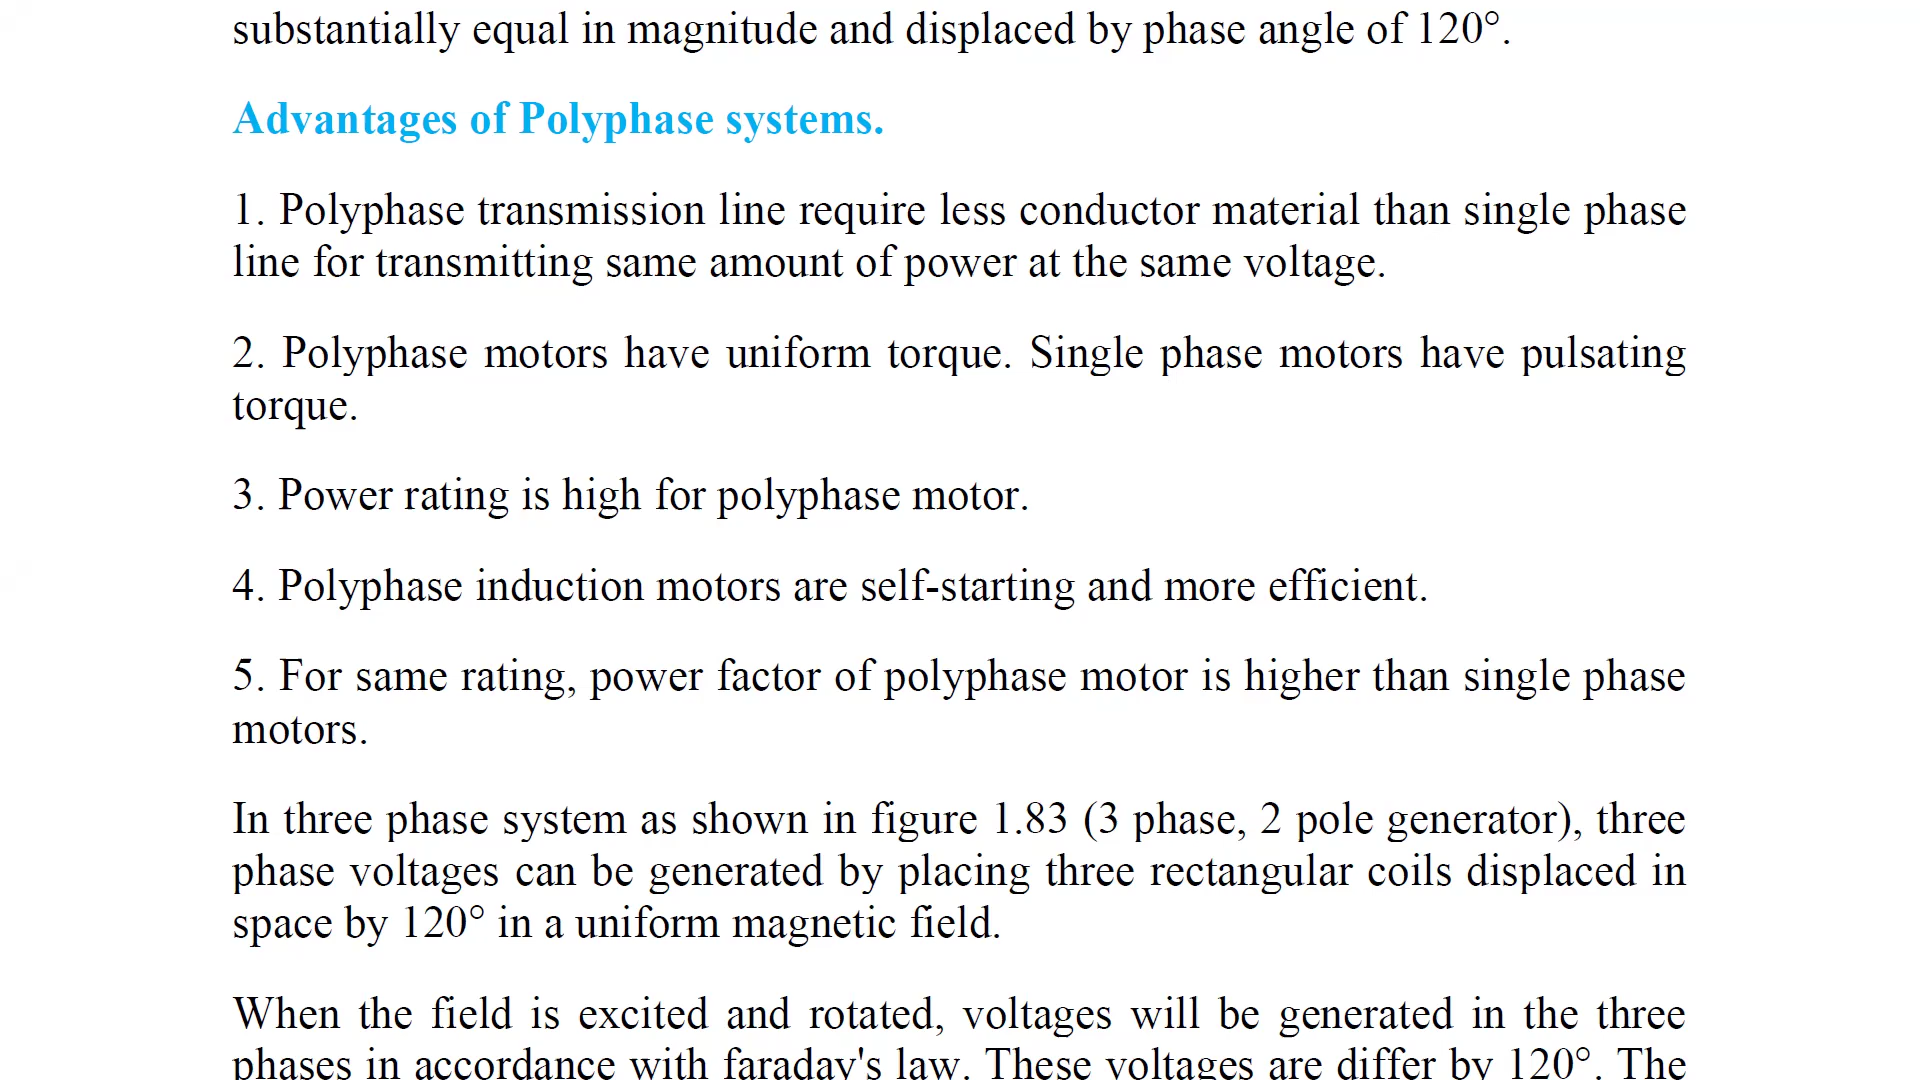 substantially equal in magnitude and displaced by phase angle of 120°.
Advantages of Polyphase systems.
1. Polyphase transmission line require less conductor material than single phase
line for transmitting same amount of power at the same voltage.
2. Polyphase motors have uniform torque. Single phase motors have pulsating
torque.
3. Power rating is high for polyphase motor.
4. Polyphase induction motors are self-starting and more efficient.
5. For same rating, power factor of polyphase motor is higher than single phase
motors.
In three phase system as shown in figure 1.83 (3 phase, 2 pole generator), three
phase voltages can be generated by placing three rectangular coils displaced in
space by 120° in a uniform magnetic field.
When the field is excited and rotated, voltages will be generated in the three
phases in accordance with faraday's law. These voltages are differ by 120°. The